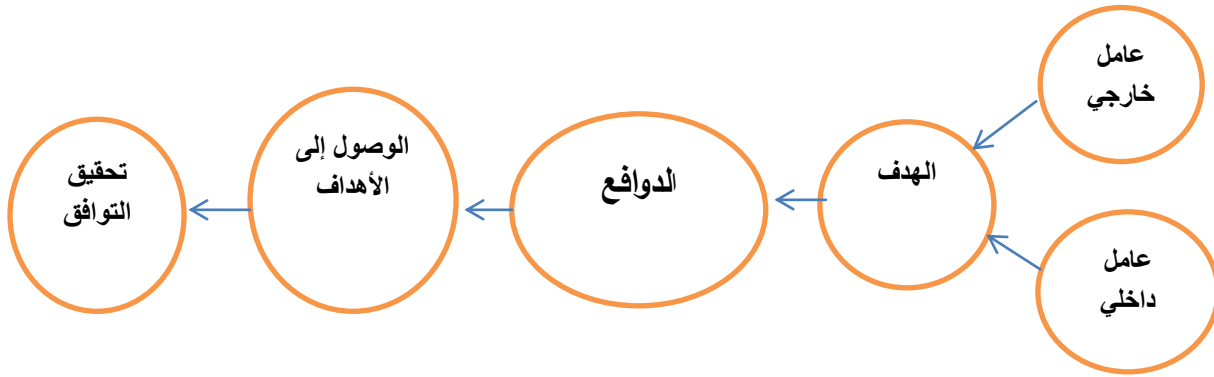 عامل
خارجي
عامل
داخلي
الهدف
الدوافع
الوصول إلى
الأهداف
تحقيق
التوافق